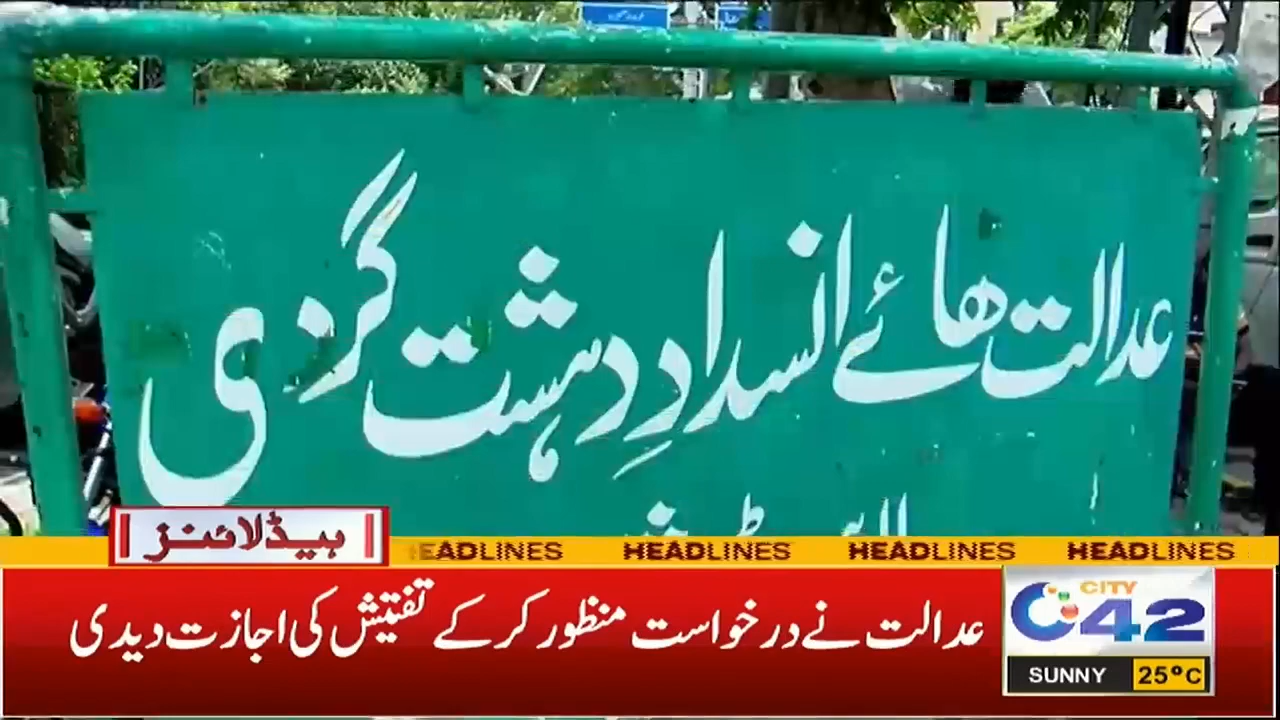 عدالت ھائے انسدادِ دہشت گردی
ہیڈلائنز
HEADLINES HEADLINES HEADLINES HEADLINES
عدالت نے درخواست منظور کر کے تفتیش کی اجازت دیدی
CITY
42
SUNNY 25°C